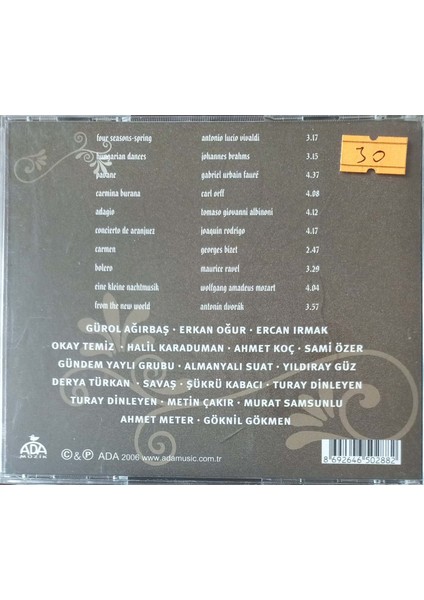 four seasons-spring antonio lucio vivaldi 3.17
hungarian dances johannes brahms 3.15
pavane gabriel urbain fauré 4.37
carmina burana carl orff 4.08
adagio tomaso giovanni albinoni 4.12
concierto de aranjuez joaquin rodrigo 4.17
carmen georges bizet 2.47
bolero maurice ravel 3.29
eine kleine nachtmusik wolfgang amadeus mozart 4.04
from the new world antonin dvorák 3.57
30
GÜROL AĞIRBAŞ · ERKAN OĞUR · ERCAN IRMAK
OKAY TEMİZ · HALİL KARADUMAN · AHMET KOÇ · SAMİ ÖZER
GÜNDEM YAYLI GRUBU · ALMANYALI SUAT · YILDIRAY GÜZ
DERYA TÜRKAN · SAVAŞ · ŞÜKRÜ KABACI · TURAY DİNLEYEN
TURAY DİNLEYEN · METİN ÇAKIR · MURAT SAMSUNLU
AHMET METER · GÖKNİL GÖKMEN
ADA
MÜZİK
© & ℗ ADA 2006 www.adamusic.com.tr
8 692646 502882